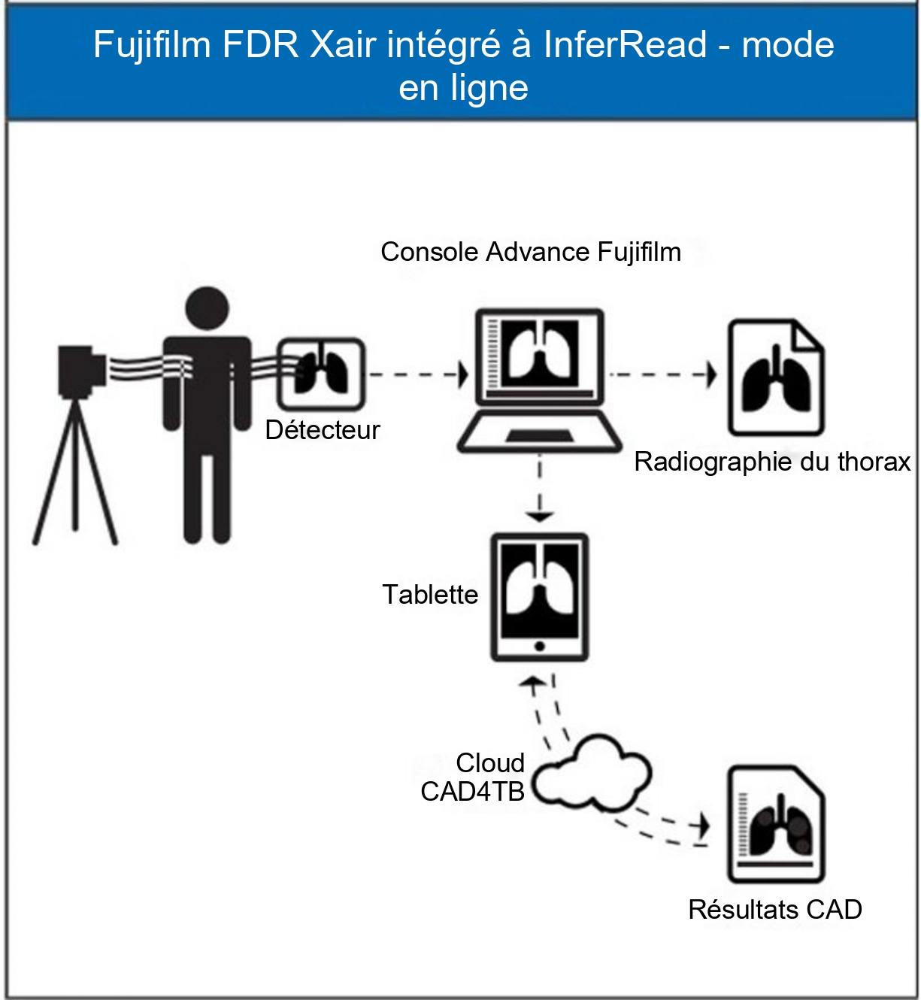 Fujifilm FDR Xair intégré à InferRead - mode
en ligne
Console Advance Fujifilm
Détecteur
Radiographie du thorax
Tablette
Cloud
CAD4TB
Résultats CAD